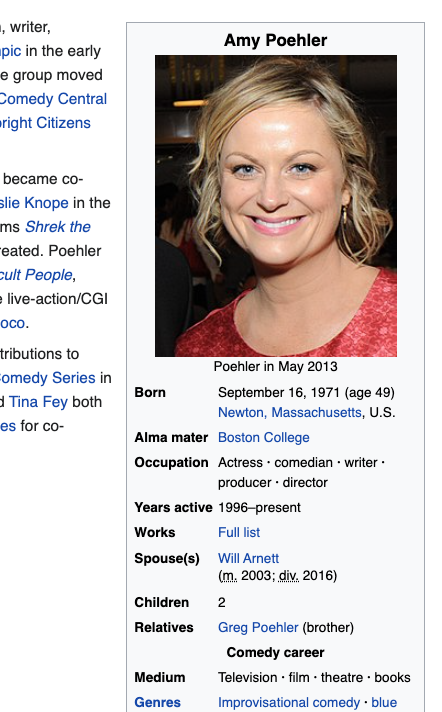 , writer,
pic in the early
e group moved
Comedy Central
right Citizens
became co-
slie Knope in the
ms Shrek the
reated. Poehler
cult People,
e live-action/CGI
oco.
tributions to
omedy Series in
d Tina Fey both
es for co-
Amy Poehler
Poehler in May 2013
Born September 16, 1971 (age 49)
Newton, Massachusetts, U.S.
Alma mater Boston College
Occupation Actress · comedian · writer ·
producer · director
Years active 1996–present
Works Full list
Spouse(s) Will Arnett
(m. 2003; div. 2016)
Children 2
Relatives Greg Poehler (brother)
Comedy career
Medium Television · film · theatre · books
Genres Improvisational comedy · blue